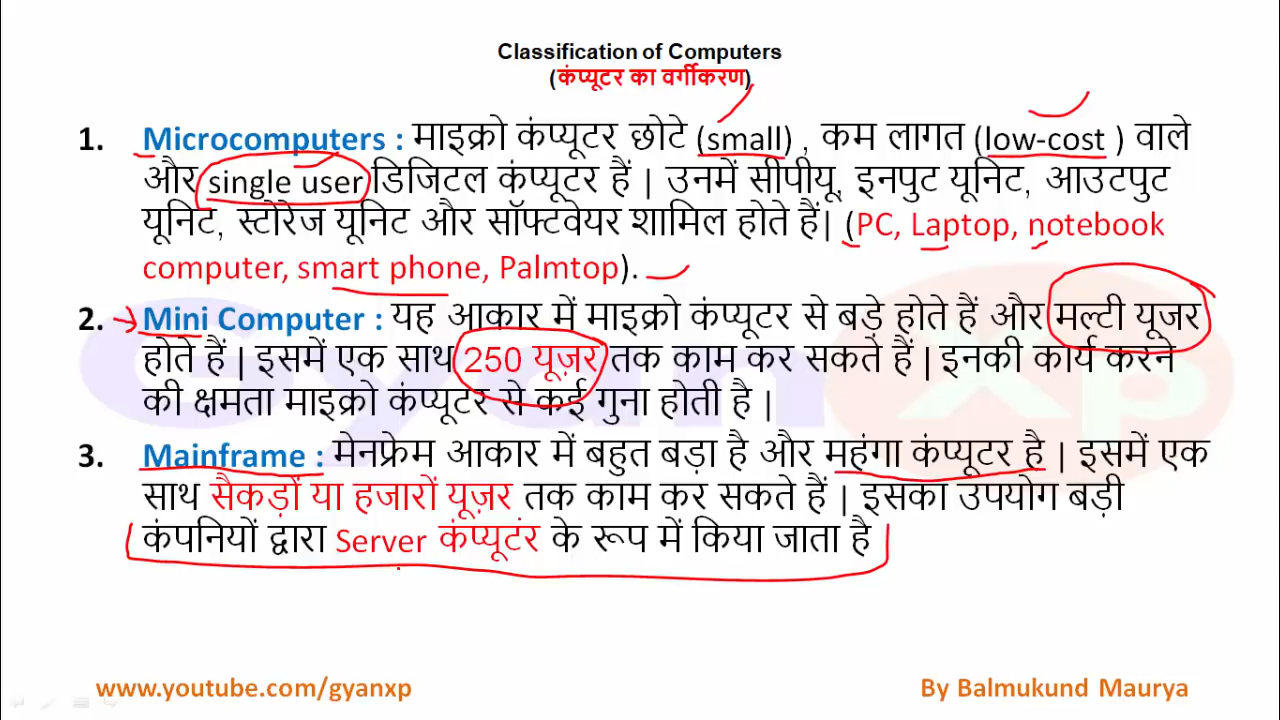 Classification of Computers
(कंप्यूटर का वर्गीकरण)
1. Microcomputers : माइक्रो कंप्यूटर छोटे (small) , कम लागत (low-cost ) वाले
और single user डिजिटल कंप्यूटर हैं | उनमें सीपीयू, इनपुट यूनिट, आउटपुट
यूनिट, स्टोरेज यूनिट और सॉफ्टवेयर शामिल होते हैं| (PC, Laptop, notebook
computer, smart phone, Palmtop).
2. Mini Computer : यह आकार में माइक्रो कंप्यूटर से बड़े होते हैं और मल्टी यूजर
होते हैं | इसमें एक साथ 250 यूज़र तक काम कर सकते हैं | इनकी कार्य करने
की क्षमता माइक्रो कंप्यूटर से कई गुना होती है |
3. Mainframe : मेनफ्रेम आकार में बहुत बड़ा है और महंगा कंप्यूटर है | इसमें एक
साथ सैकड़ों या हजारों यूज़र तक काम कर सकते हैं | इसका उपयोग बड़ी
कंपनियों द्वारा Server कंप्यूटंर के रूप में किया जाता है
Gyan xp
www.youtube.com/gyanxp
By Balmukund Maurya